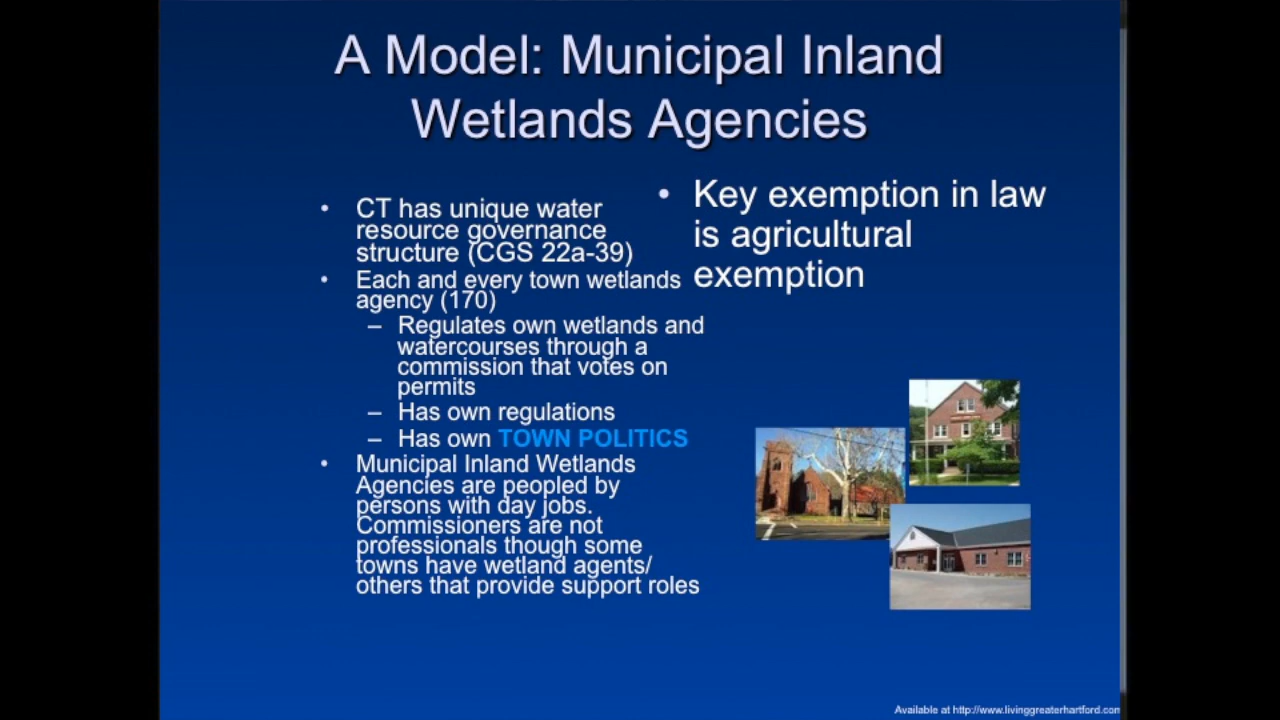 A Model: Municipal Inland
Wetlands Agencies
• CT has unique water
resource governance
structure (CGS 22a-39)
• Each and every town wetlands
agency (170)
– Regulates own wetlands and
watercourses through a
commission that votes on
permits
– Has own regulations
– Has own TOWN POLITICS
• Municipal Inland Wetlands
Agencies are peopled by
persons with day jobs.
Commissioners are not
professionals though some
towns have wetland agents/
others that provide support roles
• Key exemption in law
is agricultural
exemption
Available at http://www.livinggreaterhartford.com